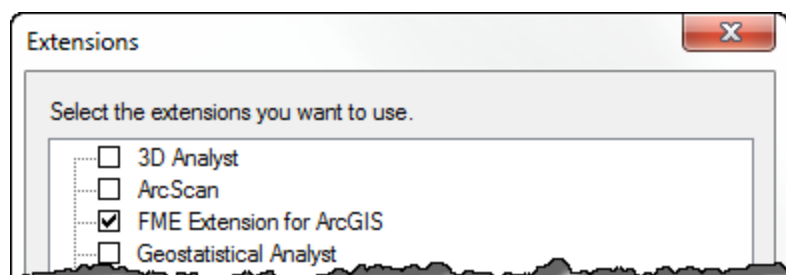 Extensions
Select the extensions you want to use.
3D Analyst
ArcScan
FME Extension for ArcGIS
Geostatistical Analyst